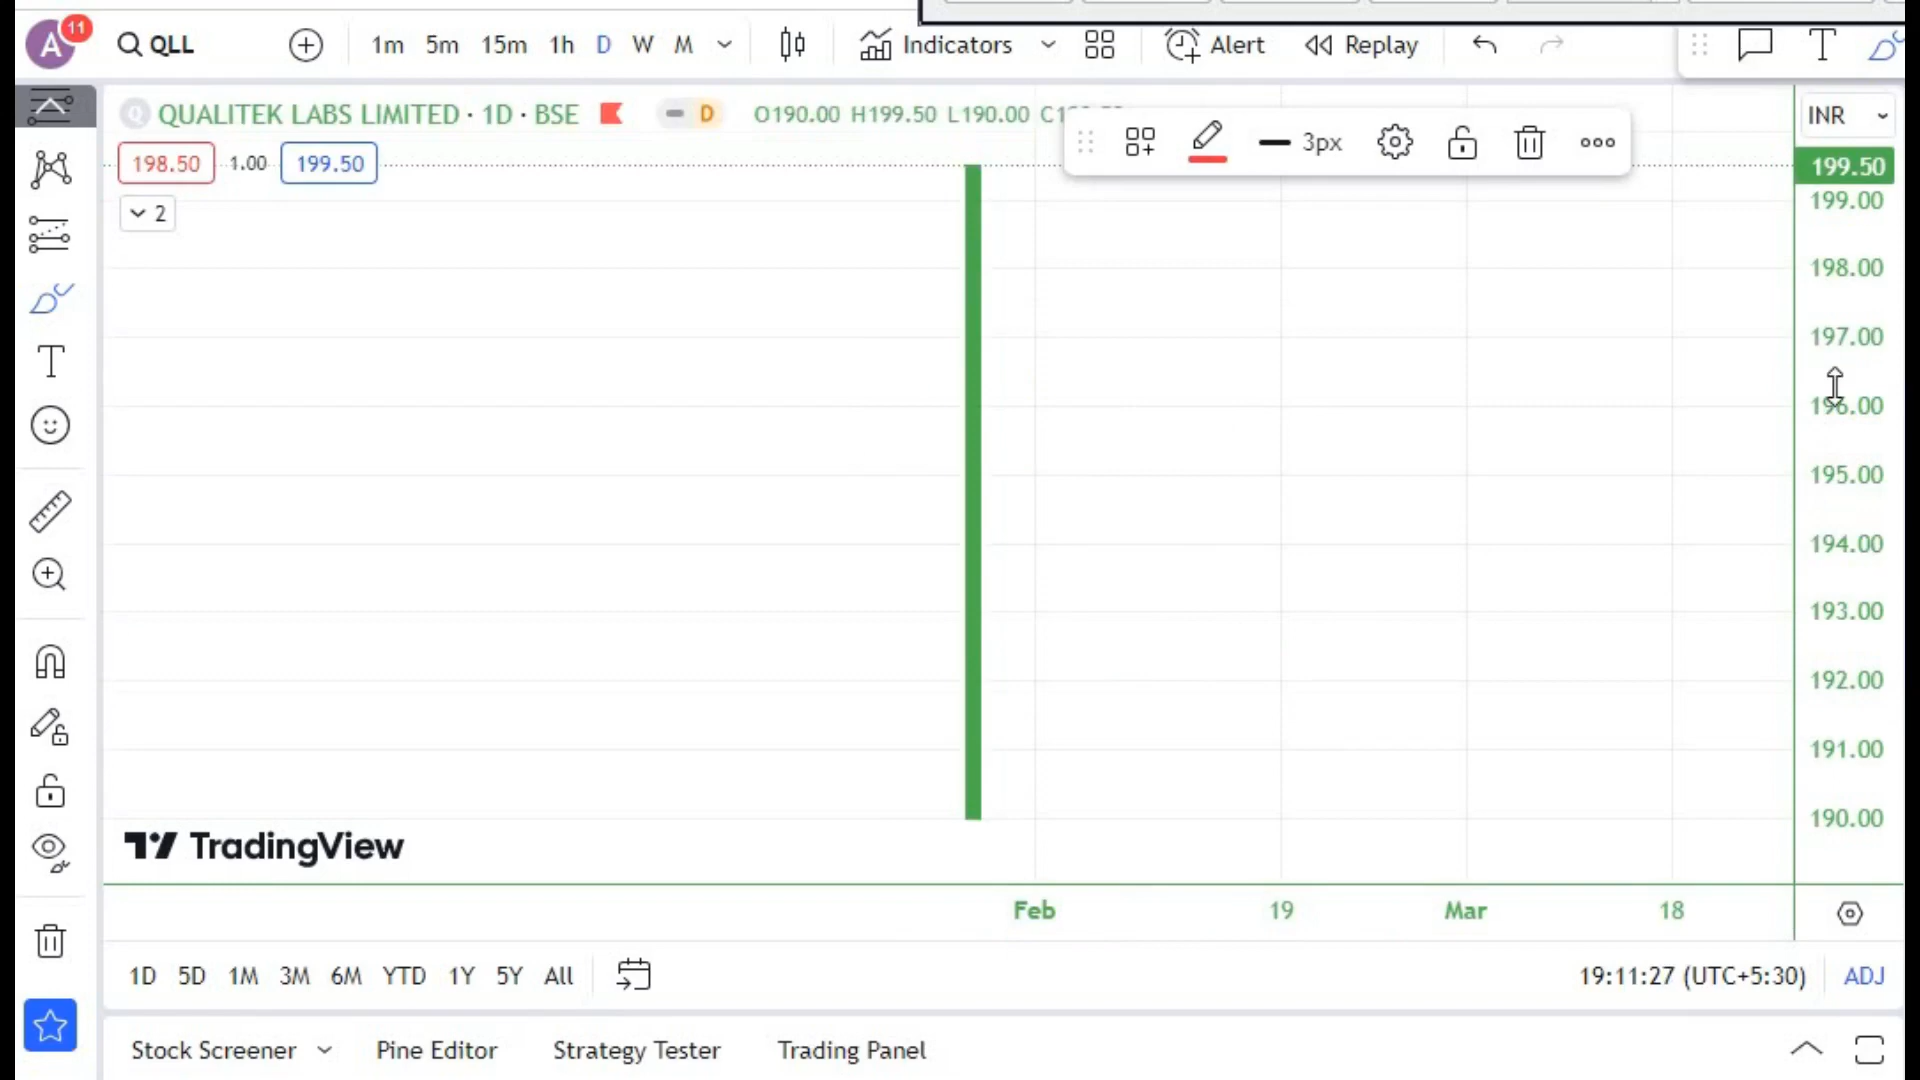 A 11 QLL 1m 5m 15m 1h D W M Indicators Alert Replay
QUALITEK LABS LIMITED · 1D · BSE D O190.00 H199.50 L190.00 INR
3px
198.50 1.00 199.50 199.50
199.00
2
198.00
197.00
196.00
195.00
194.00
193.00
192.00
191.00
190.00
TradingView
Feb 19 Mar 18
1D 5D 1M 3M 6M YTD 1Y 5Y All 19:11:27 (UTC+5:30) ADJ
Stock Screener Pine Editor Strategy Tester Trading Panel